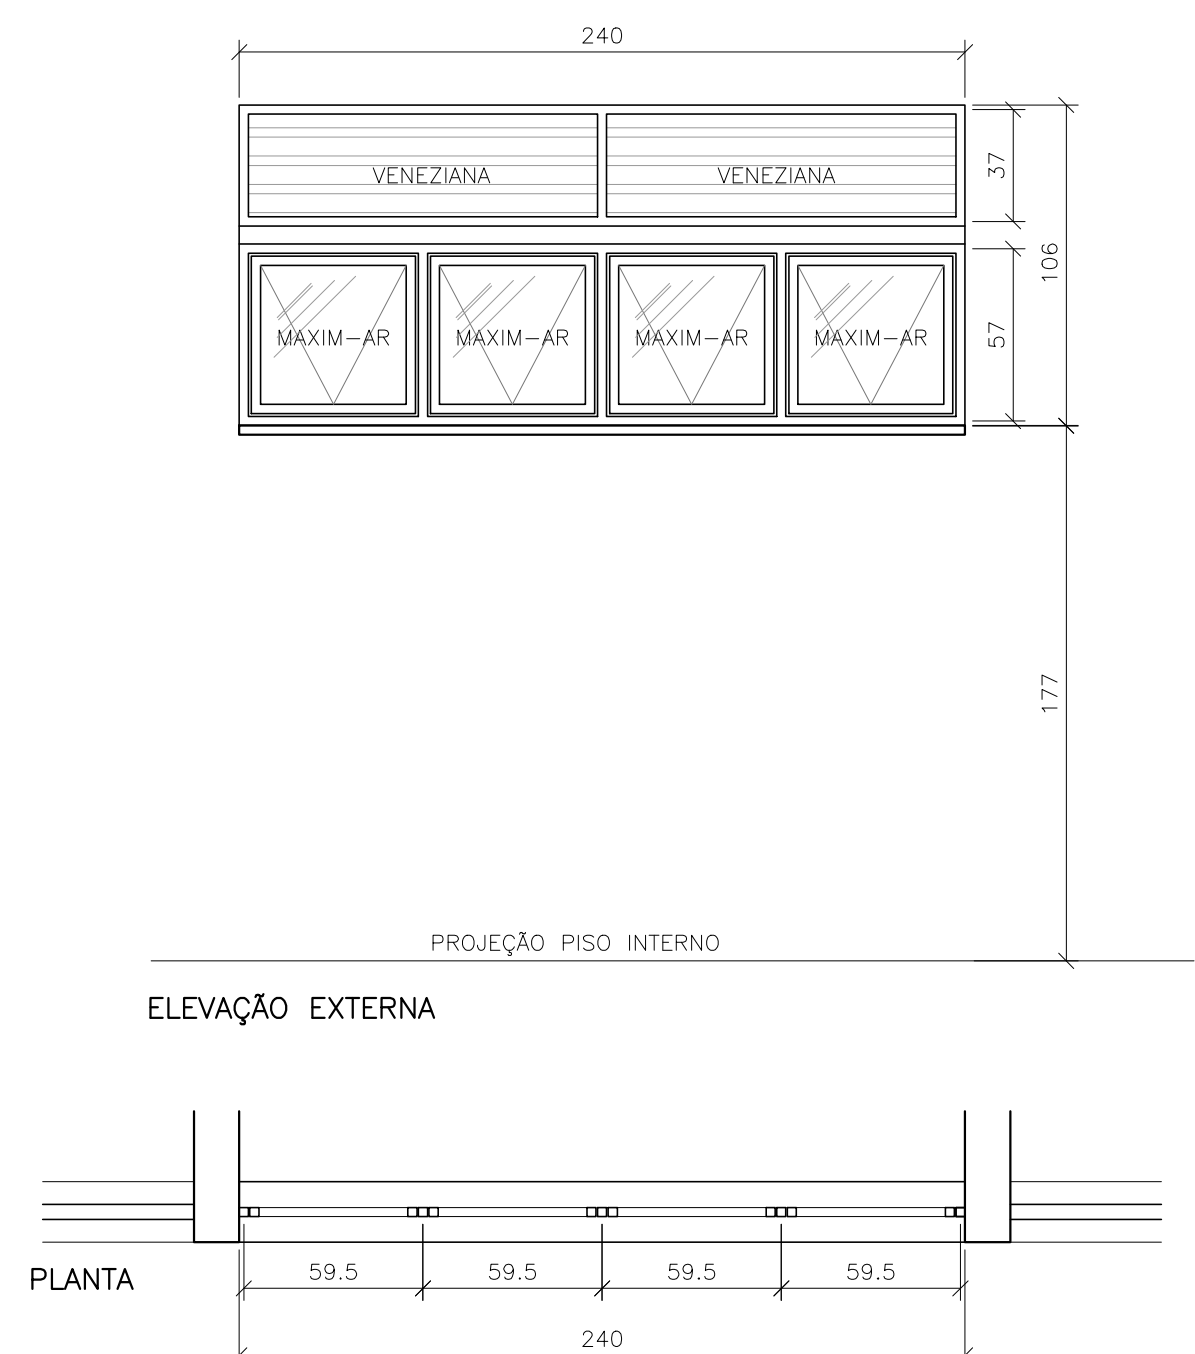 240
VENEZIANA VENEZIANA
37
106
MAXIM-AR MAXIM-AR MAXIM-AR MAXIM-AR
57
177
PROJEÇÃO PISO INTERNO
ELEVAÇÃO EXTERNA
59.5 59.5 59.5 59.5
PLANTA
240